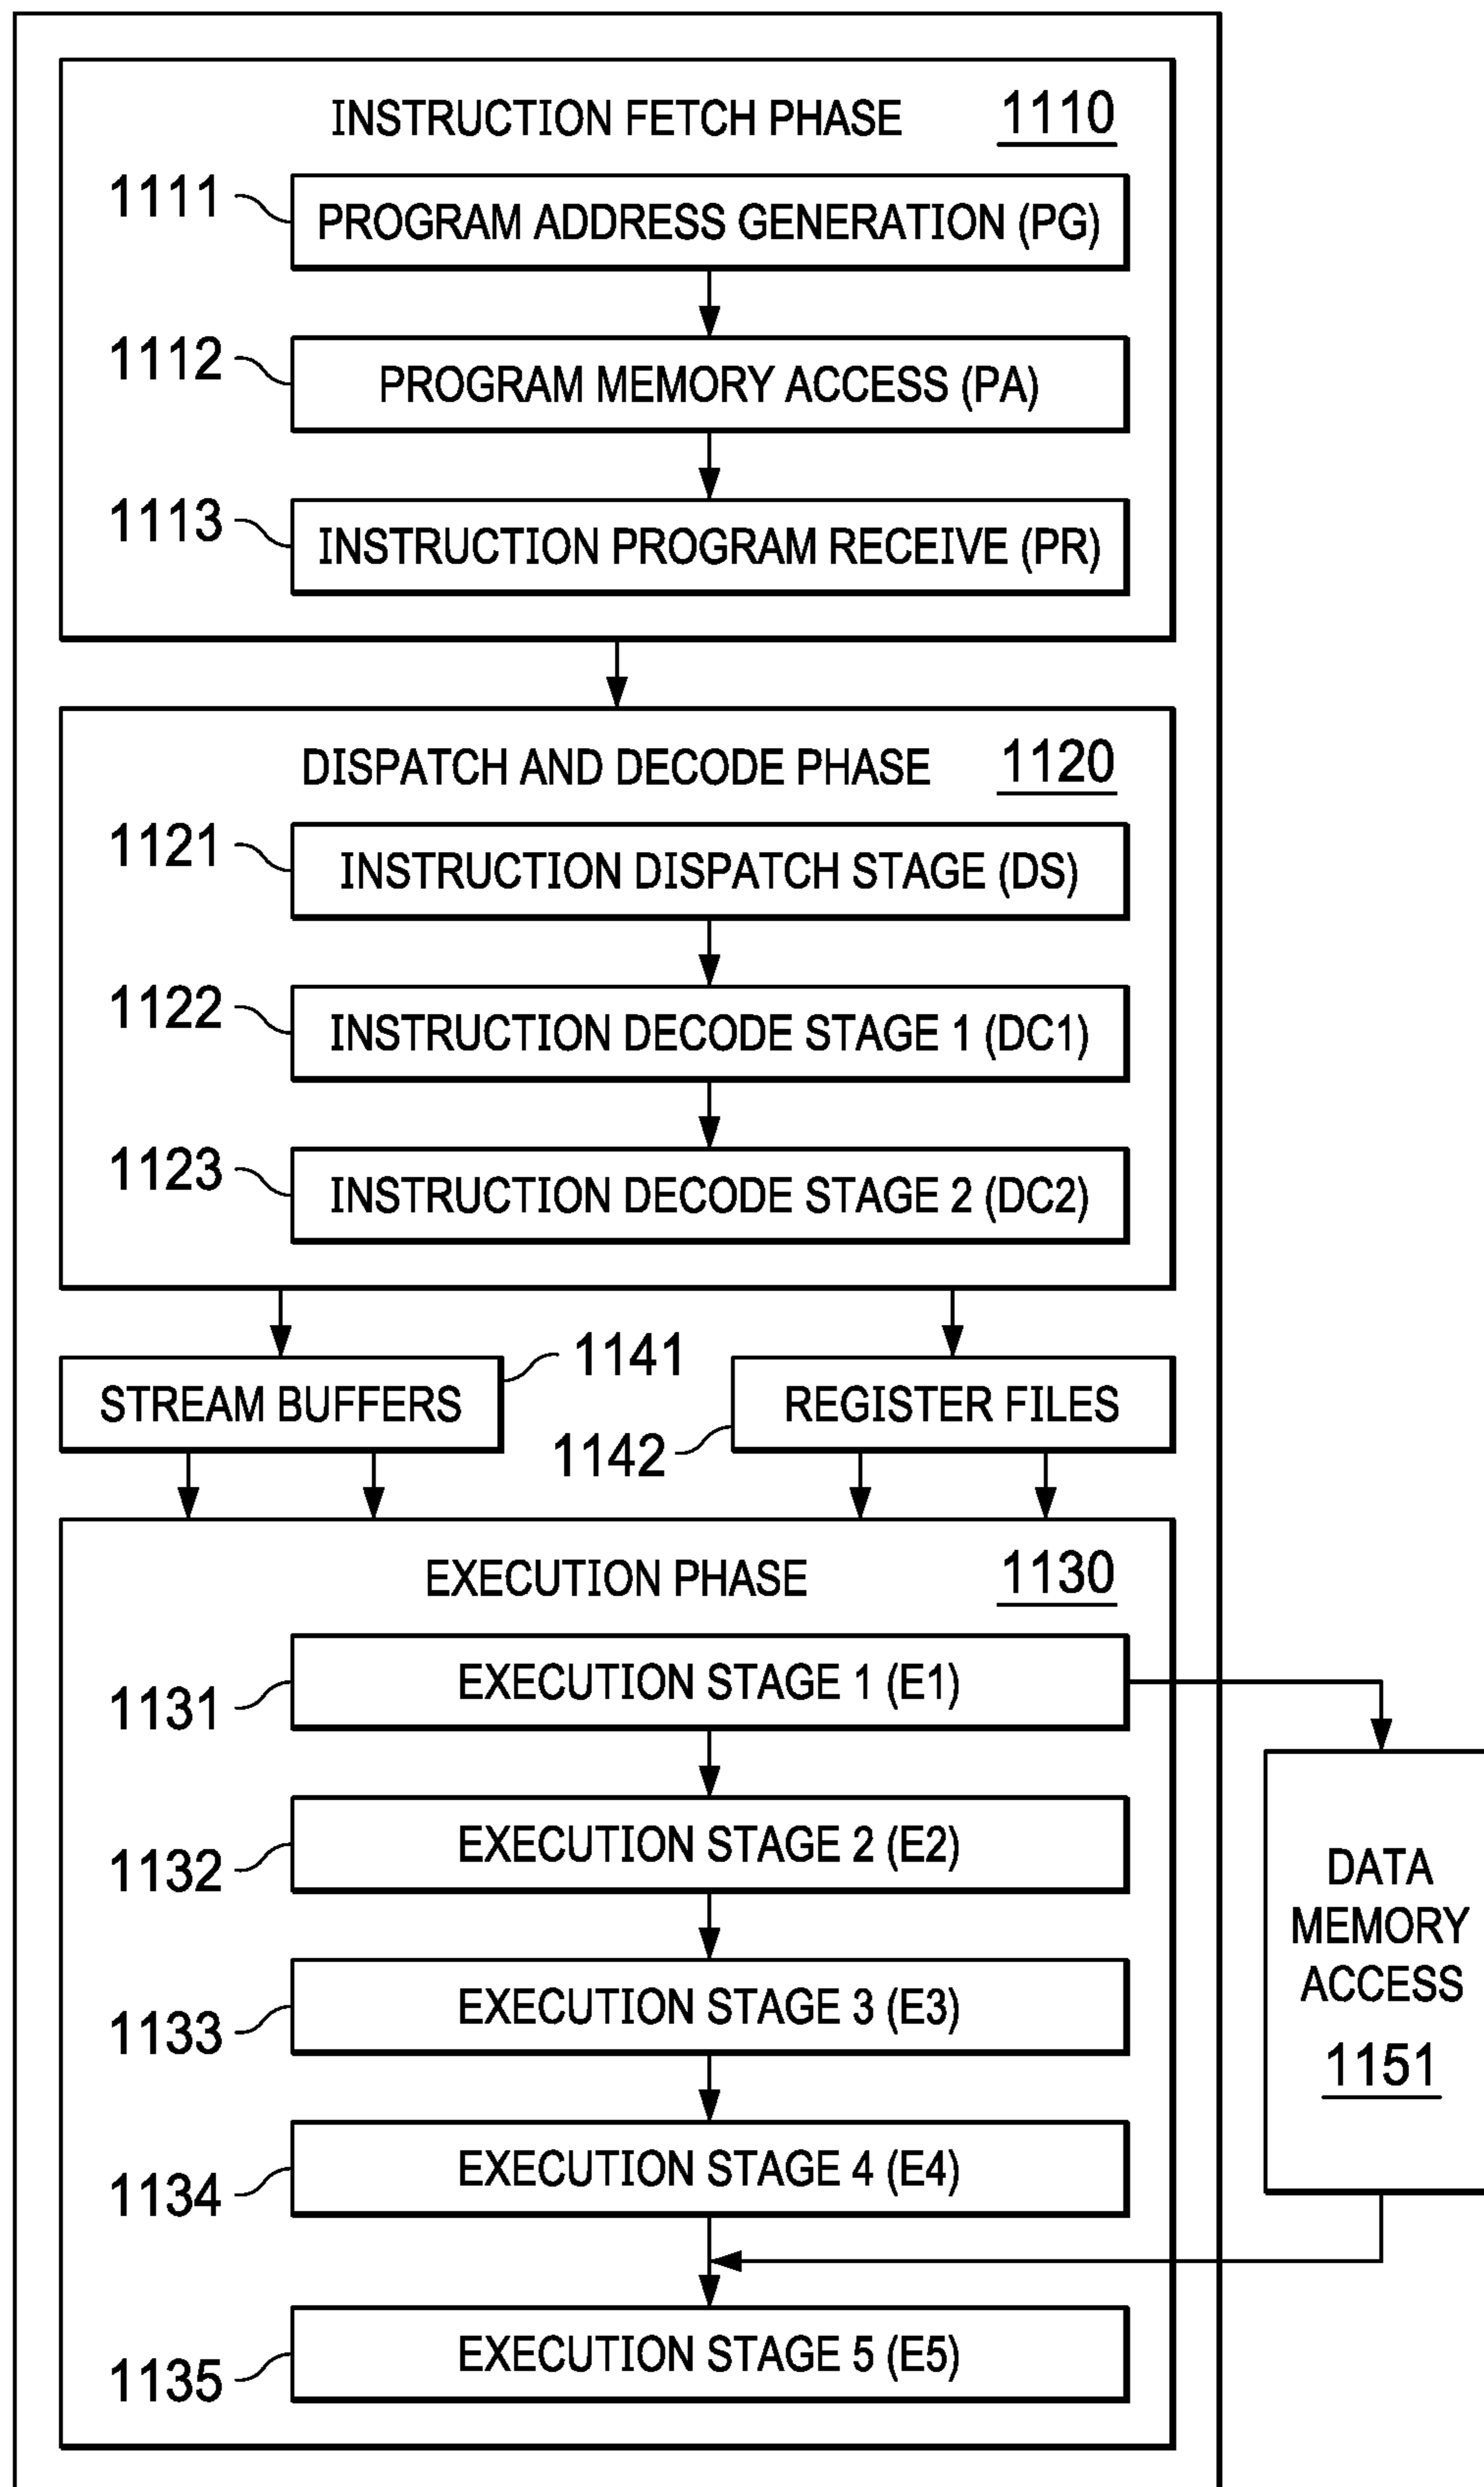 INSTRUCTION FETCH PHASE 1110
1111 PROGRAM ADDRESS GENERATION (PG)
1112 PROGRAM MEMORY ACCESS (PA)
1113 INSTRUCTION PROGRAM RECEIVE (PR)
DISPATCH AND DECODE PHASE 1120
1121 INSTRUCTION DISPATCH STAGE (DS)
1122 INSTRUCTION DECODE STAGE 1 (DC1)
1123 INSTRUCTION DECODE STAGE 2 (DC2)
STREAM BUFFERS 1141
1142 REGISTER FILES
EXECUTION PHASE 1130
1131 EXECUTION STAGE 1 (E1)
1132 EXECUTION STAGE 2 (E2)
1133 EXECUTION STAGE 3 (E3)
1134 EXECUTION STAGE 4 (E4)
1135 EXECUTION STAGE 5 (E5)
DATA
MEMORY
ACCESS
1151